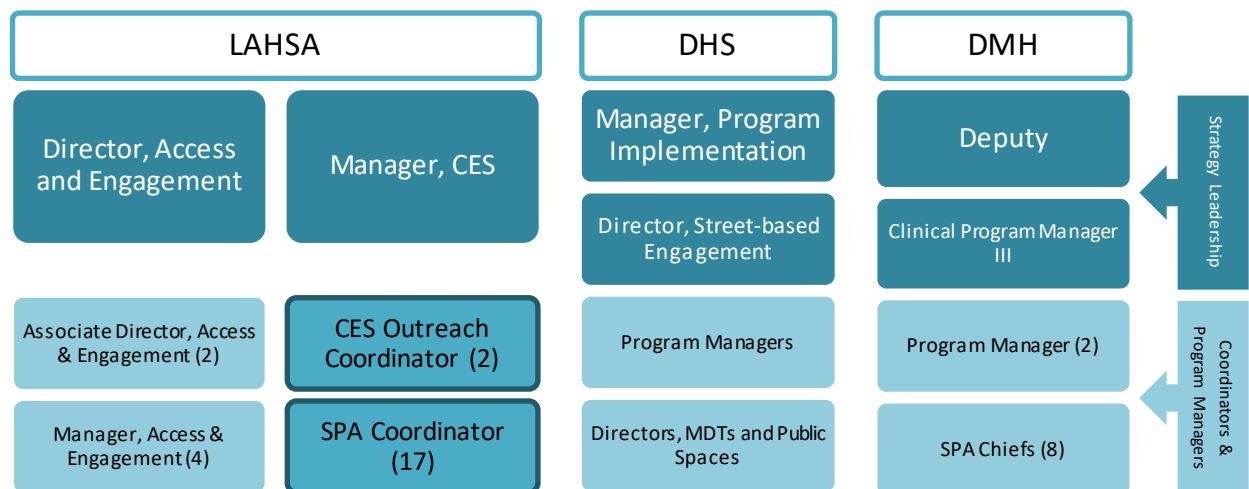 LAHSA
DHS
DMH
Director, Access
and Engagement
Manager, CES
Manager, Program
Implementation
Deputy
Strategy Leadership
Director, Street-based
Engagement
Clinical Program Manager
III
Associate Director, Access
& Engagement (2)
CES Outreach
Coordinator (2)
Program Managers
Program Manager (2)
Coordinators &
Program Managers
Manager, Access &
Engagement (4)
SPA Coordinator
(17)
Directors, MDTs and Public
Spaces
SPA Chiefs (8)